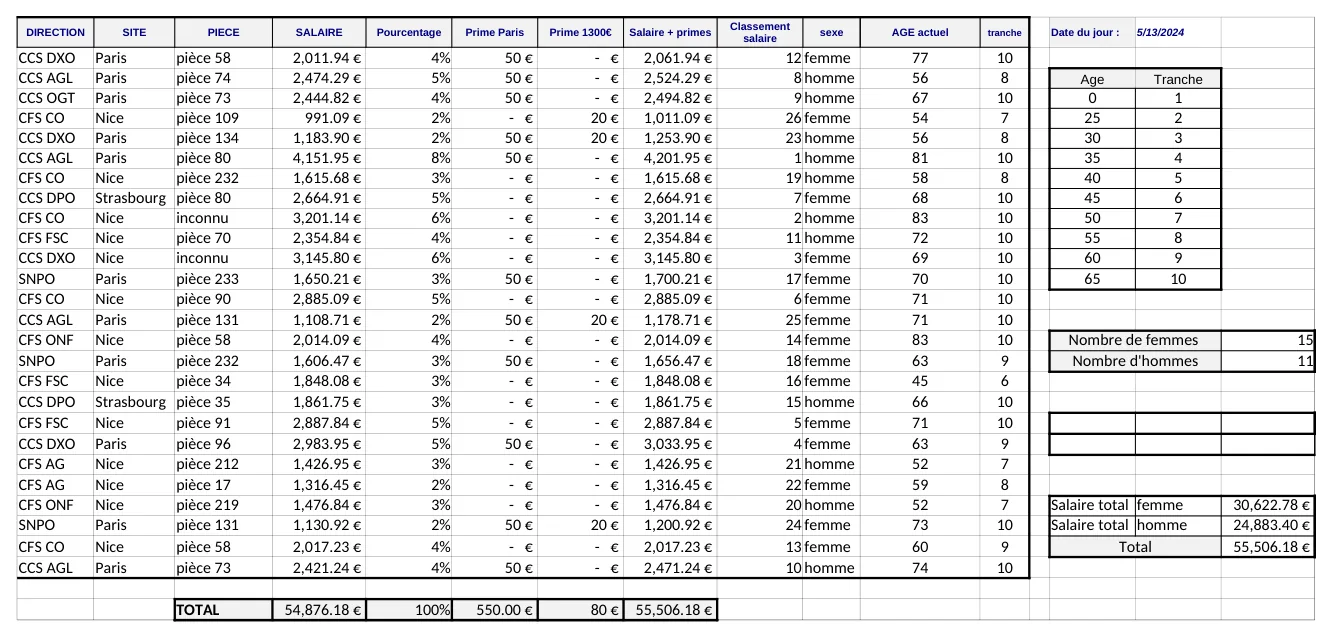 DIRECTION SITE PIECE SALAIRE Pourcentage Prime Paris Prime 1300€ Salaire + primes Classement salaire sexe AGE actuel tranche Date du jour : 5/13/2024
CCS DXO Paris pièce 58 2,011.94 € 4% 50 € - € 2,061.94 € 12 femme 77 10
CCS AGL Paris pièce 74 2,474.29 € 5% 50 € - € 2,524.29 € 8 homme 56 8 Age Tranche
CCS OGT Paris pièce 73 2,444.82 € 4% 50 € - € 2,494.82 € 9 homme 67 10 0 1
CFS CO Nice pièce 109 991.09 € 2% - € 20 € 1,011.09 € 26 femme 54 7 25 2
CCS DXO Paris pièce 134 1,183.90 € 2% 50 € 20 € 1,253.90 € 23 homme 56 8 30 3
CCS AGL Paris pièce 80 4,151.95 € 8% 50 € - € 4,201.95 € 1 homme 81 10 35 4
CFS CO Nice pièce 232 1,615.68 € 3% - € - € 1,615.68 € 19 homme 58 8 40 5
CCS DPO Strasbourg pièce 80 2,664.91 € 5% - € - € 2,664.91 € 7 femme 68 10 45 6
CFS CO Nice inconnu 3,201.14 € 6% - € - € 3,201.14 € 2 homme 83 10 50 7
CFS FSC Nice pièce 70 2,354.84 € 4% - € - € 2,354.84 € 11 homme 72 10 55 8
CCS DXO Nice inconnu 3,145.80 € 6% - € - € 3,145.80 € 3 femme 69 10 60 9
SNPO Paris pièce 233 1,650.21 € 3% 50 € - € 1,700.21 € 17 femme 70 10 65 10
CFS CO Nice pièce 90 2,885.09 € 5% - € - € 2,885.09 € 6 femme 71 10
CCS AGL Paris pièce 131 1,108.71 € 2% 50 € 20 € 1,178.71 € 25 femme 71 10
CFS ONF Nice pièce 58 2,014.09 € 4% - € - € 2,014.09 € 14 femme 83 10 Nombre de femmes 15
SNPO Paris pièce 232 1,606.47 € 3% 50 € - € 1,656.47 € 18 femme 63 9 Nombre d'hommes 11
CFS FSC Nice pièce 34 1,848.08 € 3% - € - € 1,848.08 € 16 femme 45 6
CCS DPO Strasbourg pièce 35 1,861.75 € 3% - € - € 1,861.75 € 15 homme 66 10
CFS FSC Nice pièce 91 2,887.84 € 5% - € - € 2,887.84 € 5 femme 71 10
CCS DXO Paris pièce 96 2,983.95 € 5% 50 € - € 3,033.95 € 4 femme 63 9
CFS AG Nice pièce 212 1,426.95 € 3% - € - € 1,426.95 € 21 homme 52 7
CFS AG Nice pièce 17 1,316.45 € 2% - € - € 1,316.45 € 22 femme 59 8
CFS ONF Nice pièce 219 1,476.84 € 3% - € - € 1,476.84 € 20 homme 52 7 Salaire total femme 30,622.78 €
SNPO Paris pièce 131 1,130.92 € 2% 50 € 20 € 1,200.92 € 24 femme 73 10 Salaire total homme 24,883.40 €
CFS CO Nice pièce 58 2,017.23 € 4% - € - € 2,017.23 € 13 femme 60 9 Total 55,506.18 €
CCS AGL Paris pièce 73 2,421.24 € 4% 50 € - € 2,471.24 € 10 homme 74 10
TOTAL 54,876.18 € 100% 550.00 € 80 € 55,506.18 €